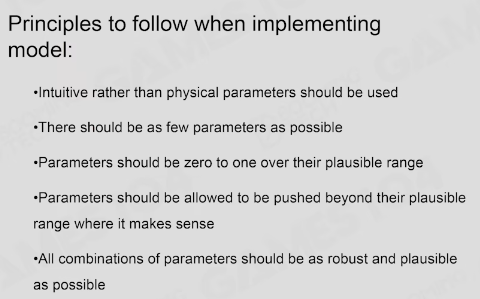 Principles to follow when implementing
model:
•Intuitive rather than physical parameters should be used
•There should be as few parameters as possible
•Parameters should be zero to one over their plausible range
•Parameters should be allowed to be pushed beyond their plausible
range where it makes sense
•All combinations of parameters should be as robust and plausible
as possible